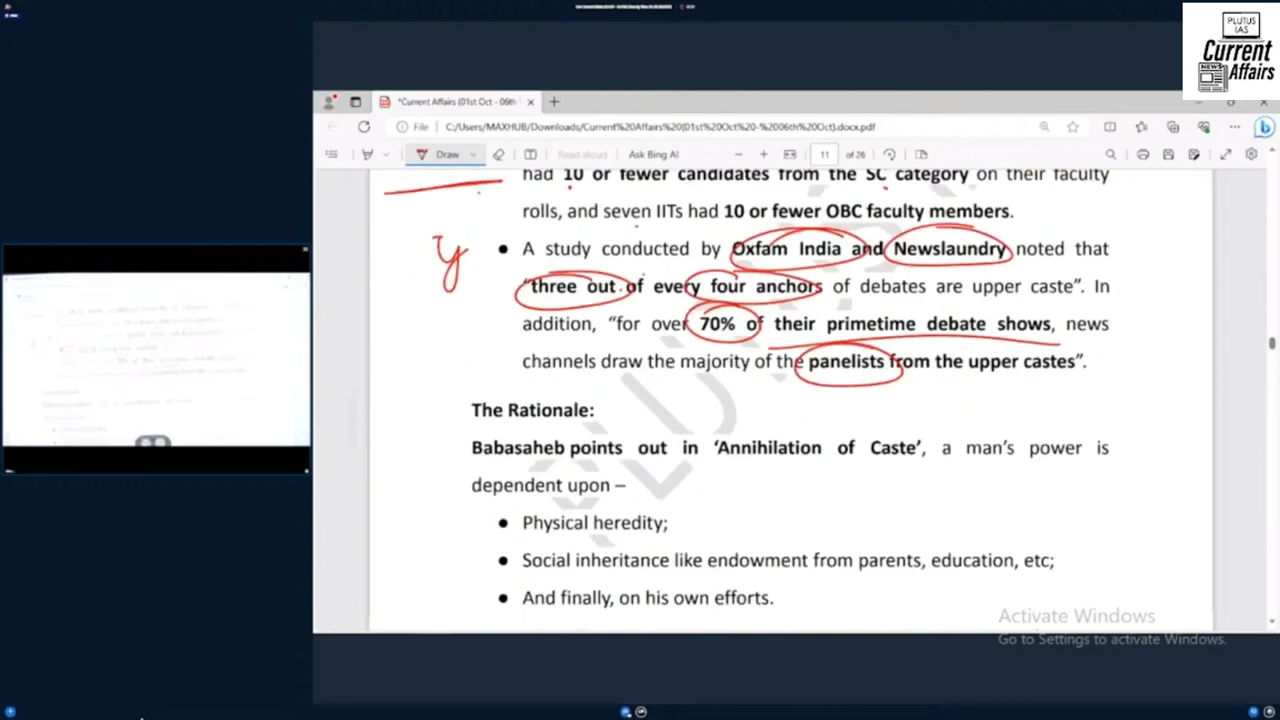 PLUTUS
IAS
Current
NEWS
Affairs
*Current Affairs (01st Oct - 06th
File
C:/Users/MAXHUB/Downloads/Current%20Affairs%20(01st%20Oct%20-%2006th%20Oct).docx.pdf
Draw
Read aloud
Ask Bing AI
11
of 26
had 10 or fewer candidates from the SC category on their faculty
rolls, and seven IITs had 10 or fewer OBC faculty members.
y
• A study conducted by Oxfam India and Newslaundry noted that
“three out of every four anchors of debates are upper caste”. In
addition, “for over 70% of their primetime debate shows, news
channels draw the majority of the panelists from the upper castes”.
The Rationale:
Babasaheb points out in ‘Annihilation of Caste’, a man’s power is
dependent upon –
• Physical heredity;
• Social inheritance like endowment from parents, education, etc;
• And finally, on his own efforts.
Activate Windows
Go to Settings to activate Windows.